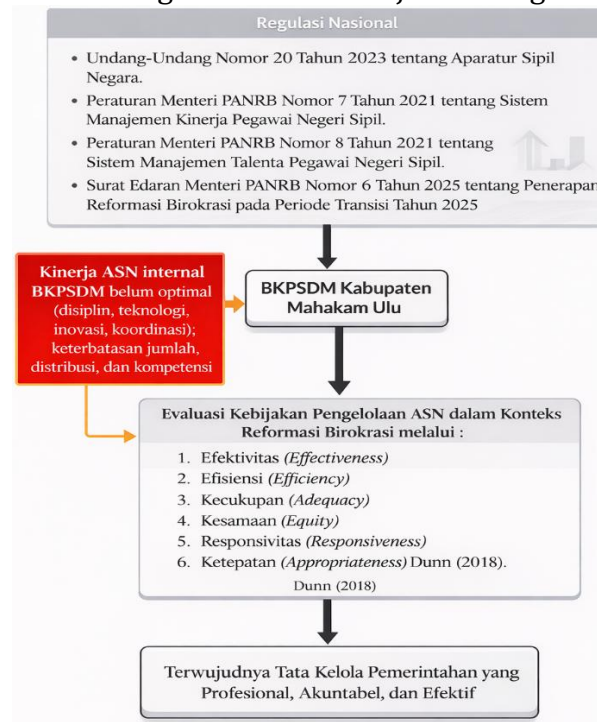 Regulasi Nasional
• Undang-Undang Nomor 20 Tahun 2023 tentang Aparatur Sipil
Negara.
• Peraturan Menteri PANRB Nomor 7 Tahun 2021 tentang Sistem
Manajemen Kinerja Pegawai Negeri Sipil.
• Peraturan Menteri PANRB Nomor 8 Tahun 2021 tentang
Sistem Manajemen Talenta Pegawai Negeri Sipil.
• Surat Edaran Menteri PANRB Nomor 6 Tahun 2025 tentang Penerapan
Reformasi Birokrasi pada Periode Transisi Tahun 2025
Kinerja ASN internal
BKPSDM belum optimal
(disiplin, teknologi,
inovasi, koordinasi);
keterbatasan jumlah,
distribusi, dan kompetensi
BKPSDM Kabupaten
Mahakam Ulu
Evaluasi Kebijakan Pengelolaan ASN dalam Konteks
Reformasi Birokrasi melalui :
1. Efektivitas (Effectiveness)
2. Efisiensi (Efficiency)
3. Kecukupan (Adequacy)
4. Kesamaan (Equity)
5. Responsivitas (Responsiveness)
6. Ketepatan (Appropriateness) Dunn (2018).
Dunn (2018)
Terwujudnya Tata Kelola Pemerintahan yang
Profesional, Akuntabel, dan Efektif